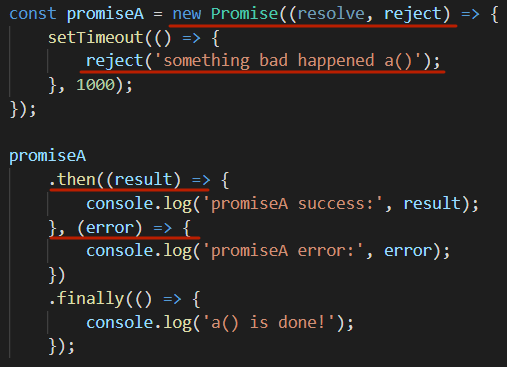 const promiseA = new Promise((resolve, reject) => {
    setTimeout(() => {
        reject('something bad happened a()');
    }, 1000);
});

promiseA
    .then((result) => {
        console.log('promiseA success:', result);
    }, (error) => {
        console.log('promiseA error:', error);
    })
    .finally(() => {
        console.log('a() is done!');
    });